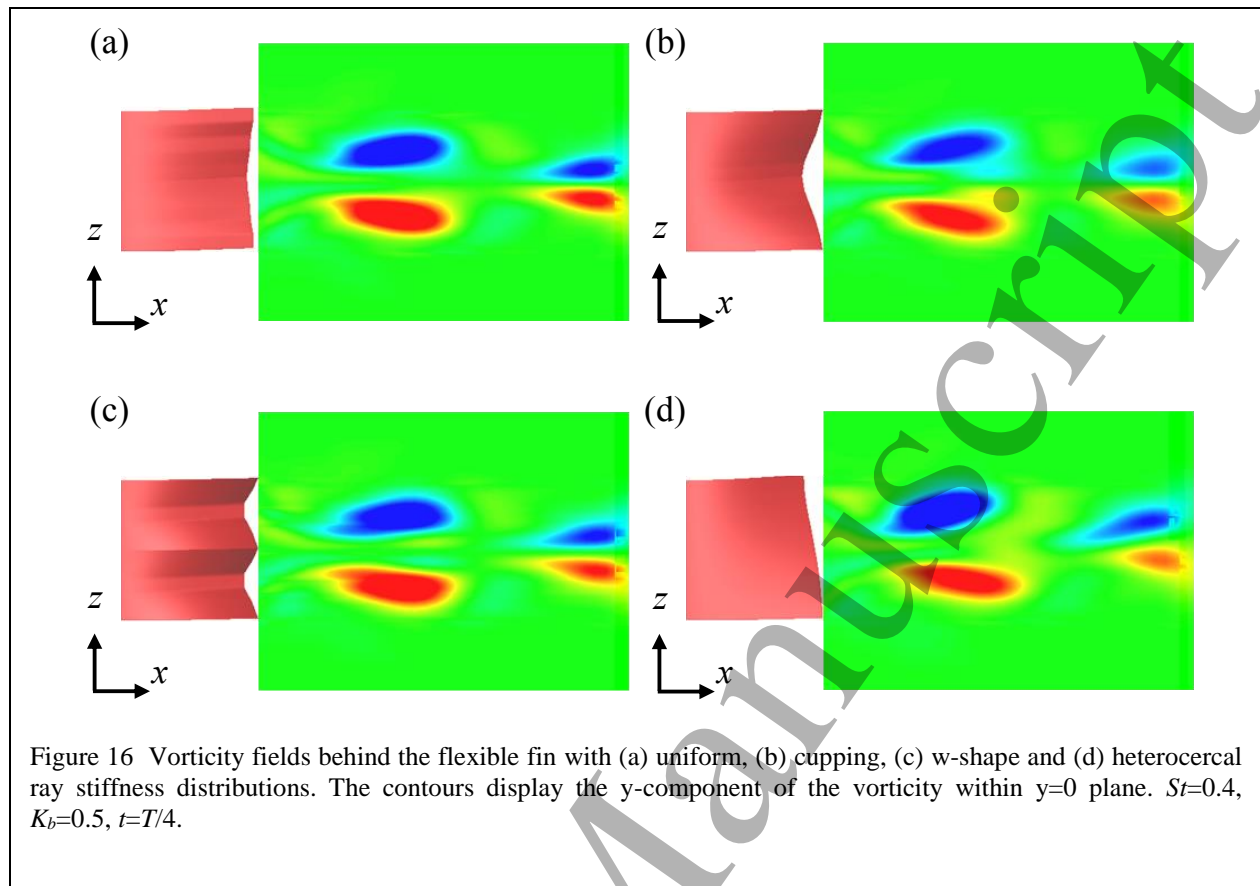 (a)
(b)
z
x
z
x
(c)
(d)
z
x
z
x
Figure 16 Vorticity fields behind the flexible fin with (a) uniform, (b) cupping, (c) w-shape and (d) heterocercal
ray stiffness distributions. The contours display the y-component of the vorticity within y=0 plane. St=0.4,
Kb=0.5, t=T/4.
Manuscript